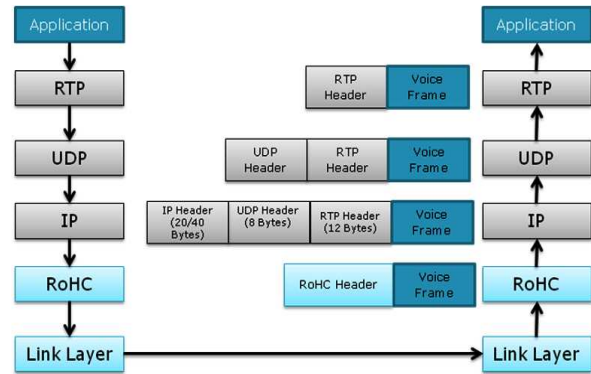 Application
Application
RTP
RTP
Header
Voice
Frame
RTP
UDP
UDP
Header
RTP
Header
Voice
Frame
UDP
IP
IP Header
(20/40
Bytes)
UDP Header
(8 Bytes)
RTP Header
(12 Bytes)
Voice
Frame
IP
RoHC
RoHC Header
Voice
Frame
RoHC
Link Layer
Link Layer